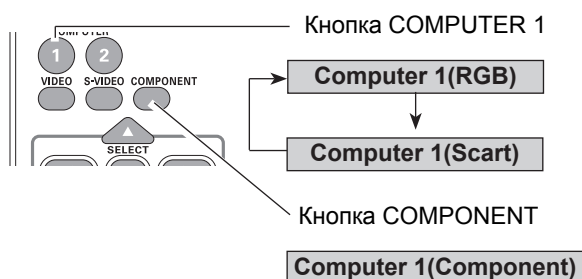 Кнопка COMPUTER 1
COMPUTER
1 2
VIDEO S-VIDEO COMPONENT
Computer 1(RGB)
SELECT
Computer 1(Scart)
Кнопка COMPONENT
Computer 1(Component)